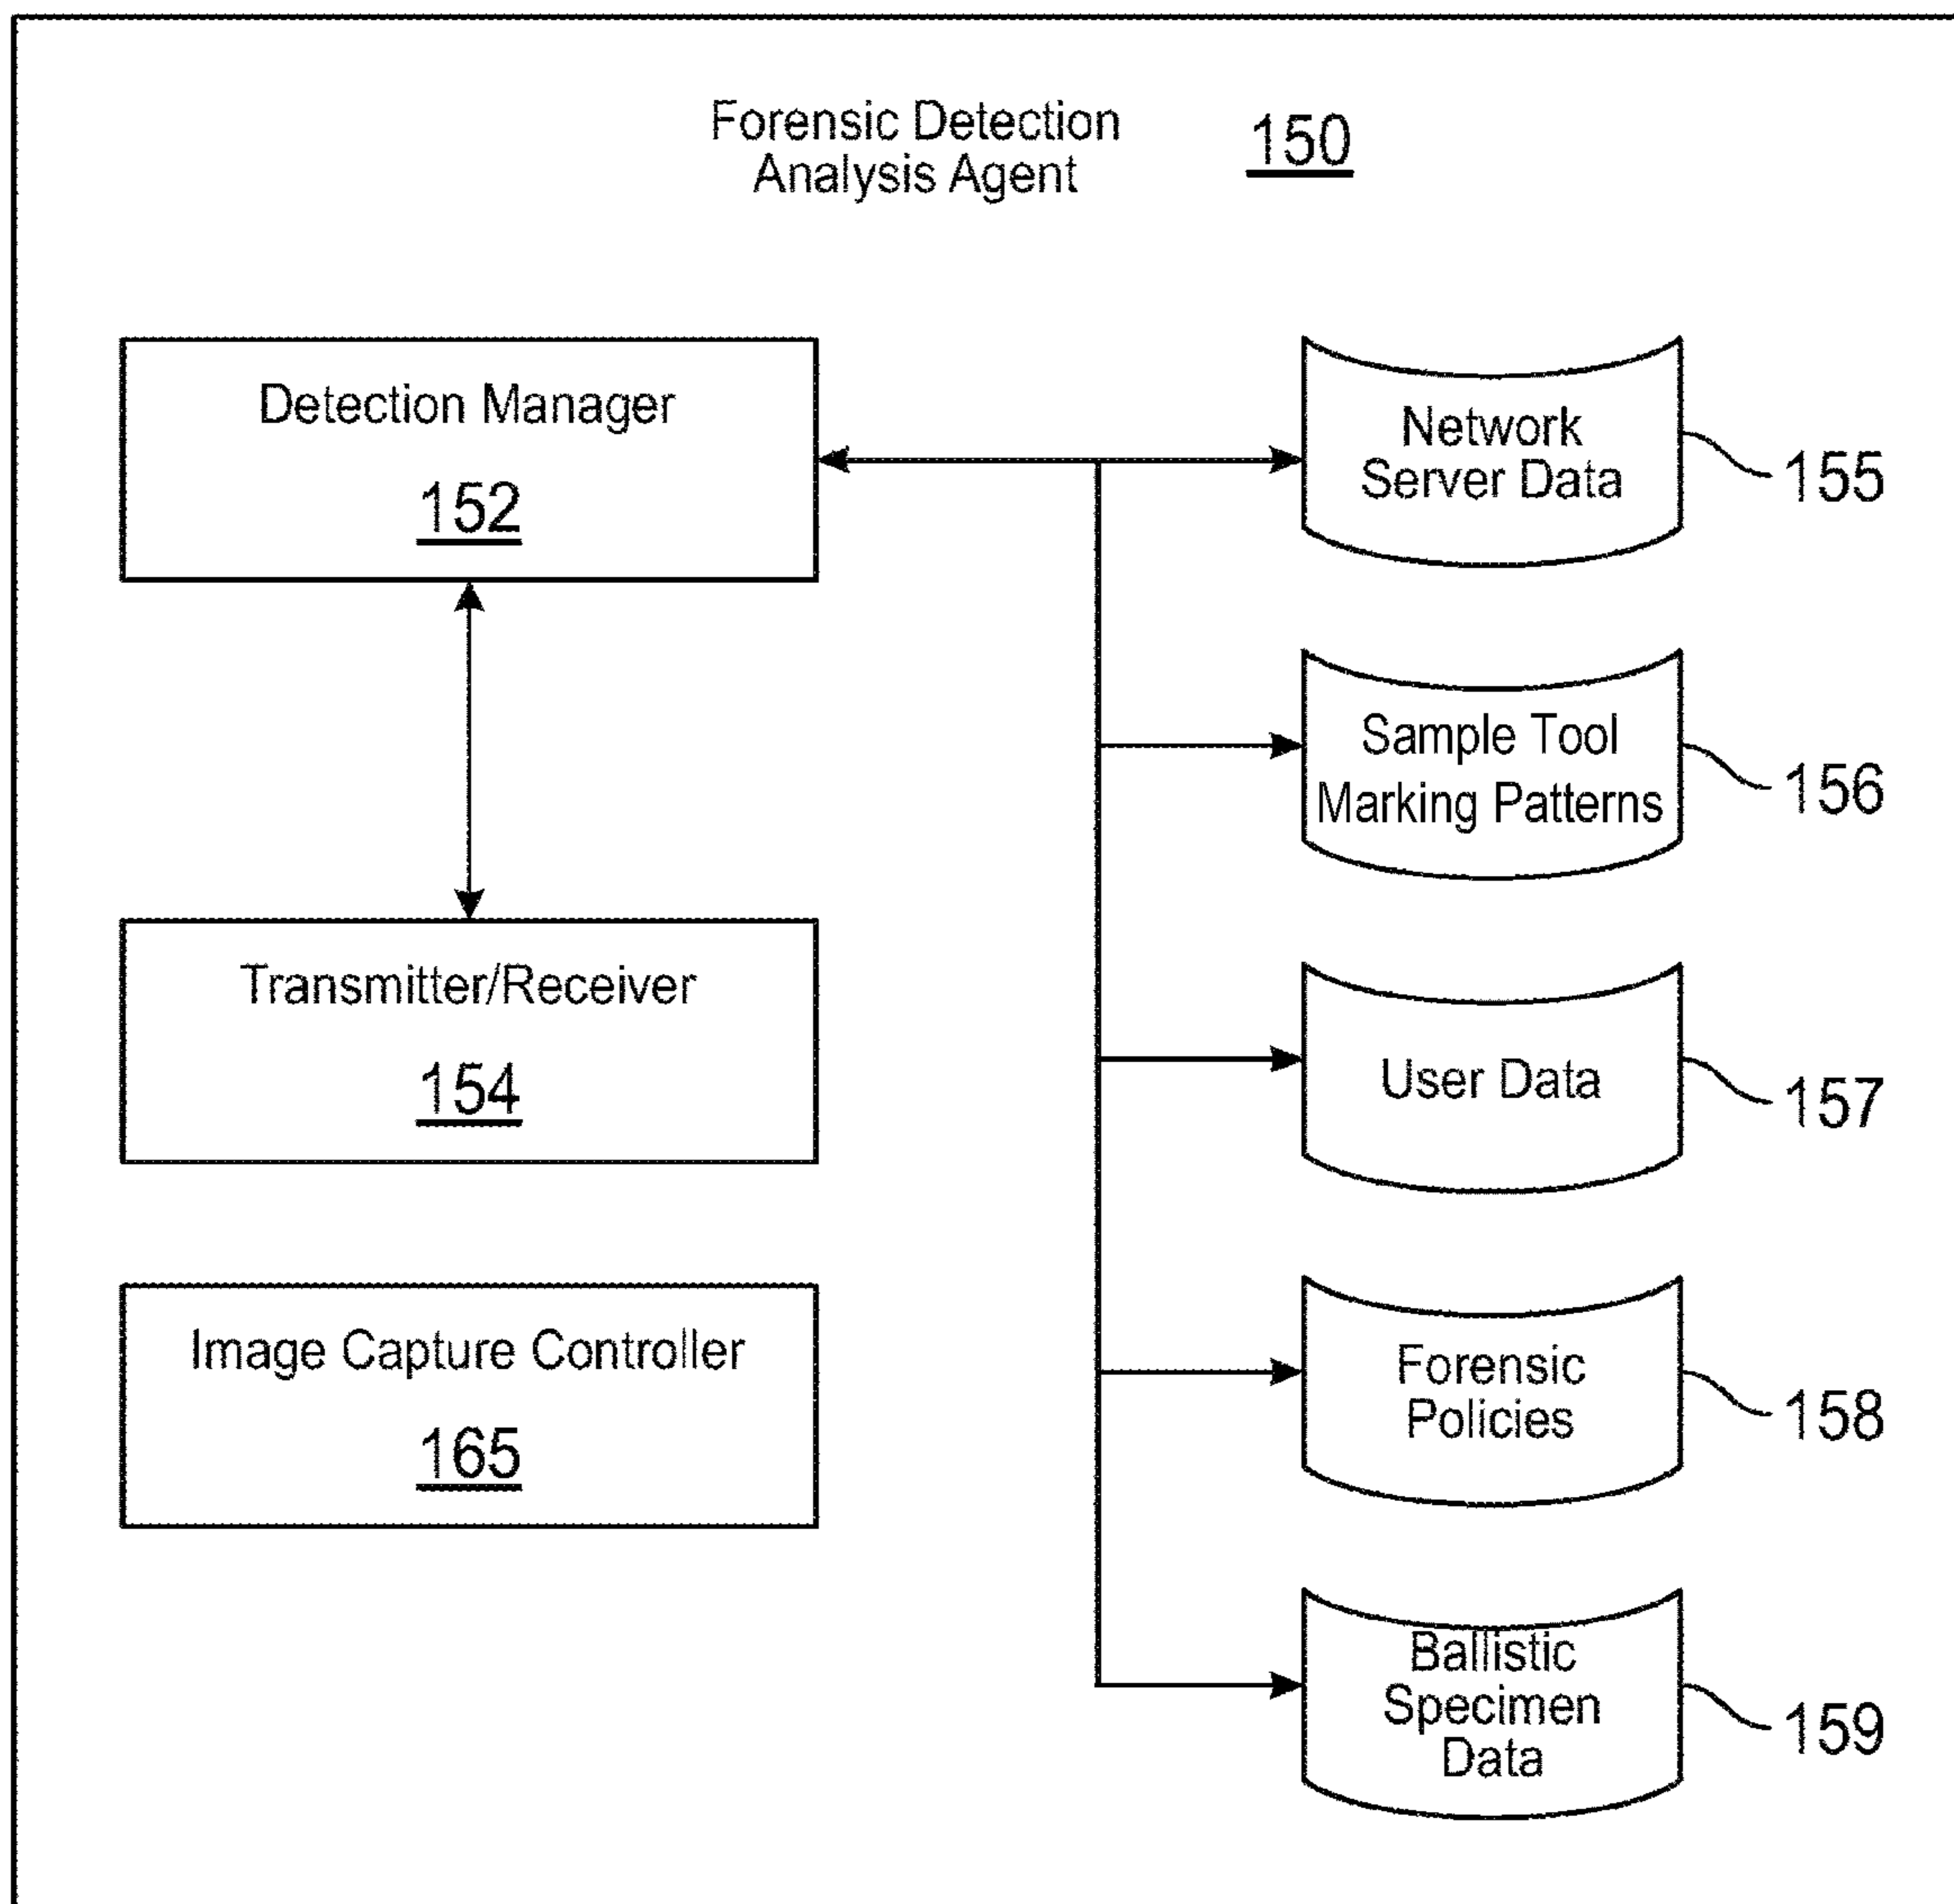 Forensic Detection
Analysis Agent
150
Detection Manager
152
Transmitter/Receiver
154
Image Capture Controller
165
Network
Server Data
155
Sample Tool
Marking Patterns
156
User Data
157
Forensic
Policies
158
Ballistic
Specimen
Data
159